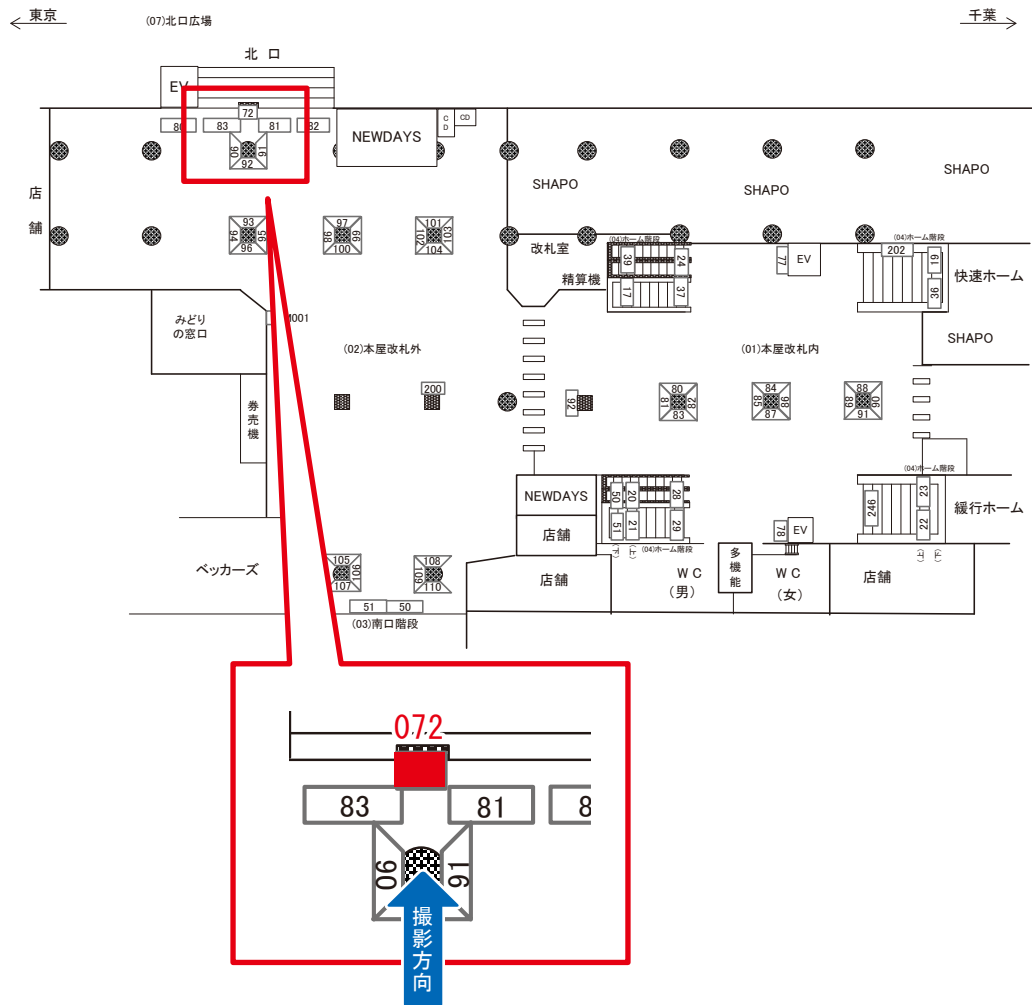 東京
(07)北口広場
千葉
北 口
EV
72
80
83
81
82
NEWDAYS
C
D
CD
90
91
92
店
舗
SHAPO
SHAPO
SHAPO
93
94
95
96
97
98
99
100
101
102
103
104
改札室
精算機
(04)ホーム階段
39
24
17
37
77
EV
(04)ホーム階段
202
19
36
快速ホーム
みどり
の窓口
M001
(02)本屋改札外
(01)本屋改札内
SHAPO
200
92
80
81
82
83
84
85
86
87
88
89
90
91
券
売
機
(04)ホーム階段
NEWDAYS
50
20
28
51
21
29
(下)
(上)
(04)ホーム階段
78
EV
246
23
22
(上)
(下)
緩行ホーム
店舗
ベッカーズ
105
106
107
108
109
110
51
50
(03)南口階段
店舗
WC
(男)
多
機
能
WC
(女)
店舗
072
83
81
8
90
91
撮影方向